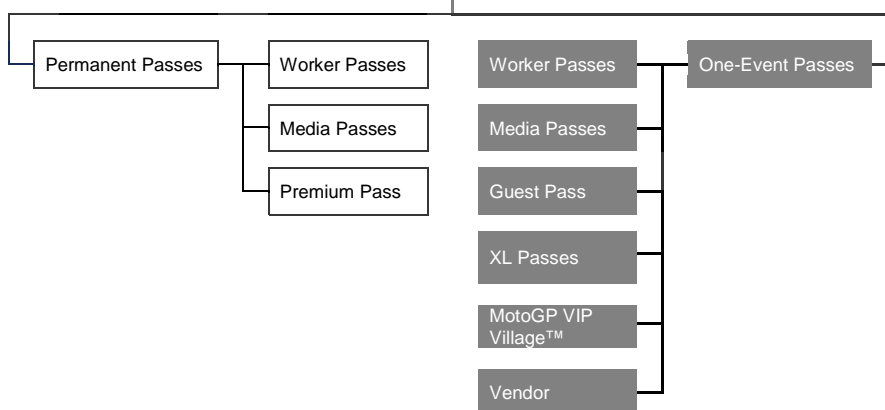 Permanent Passes
Worker Passes
Media Passes
Premium Pass
Worker Passes
One-Event Passes
Media Passes
Guest Pass
XL Passes
MotoGP VIP
Village™
Vendor